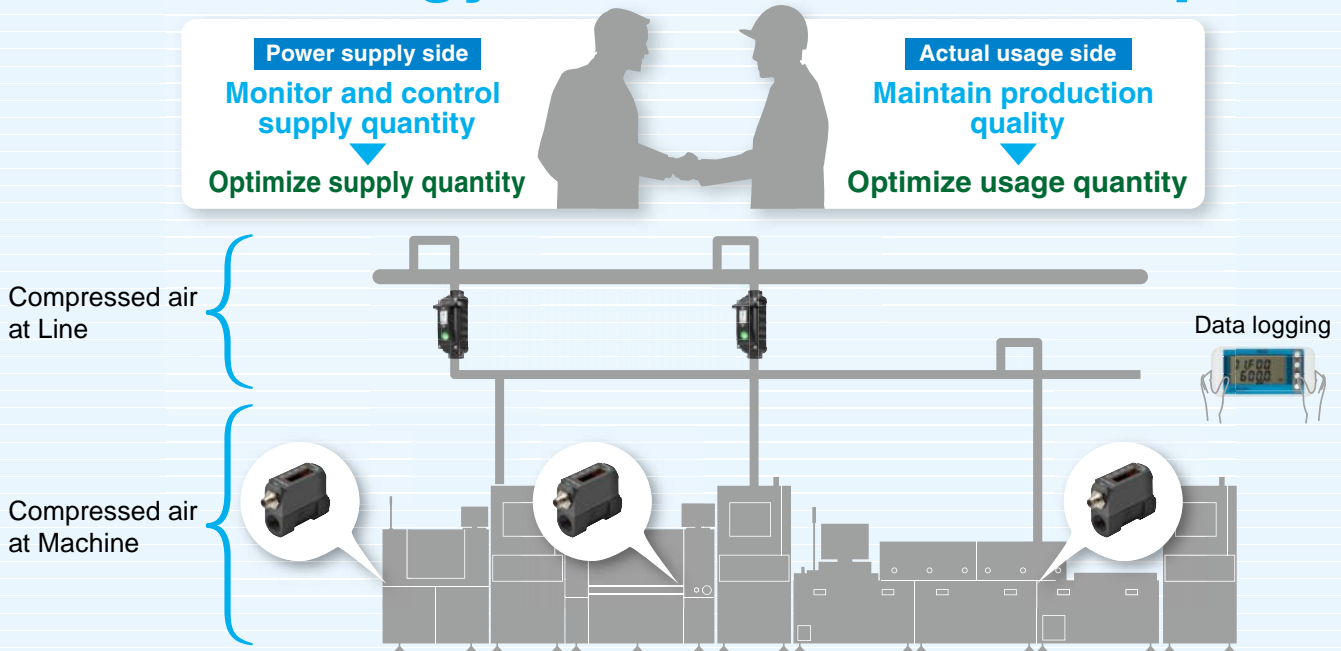 Power supply side
Monitor and control
supply quantity
Optimize supply quantity
Actual usage side
Maintain production
quality
Optimize usage quantity
Compressed air
at Line
Data logging
Compressed air
at Machine